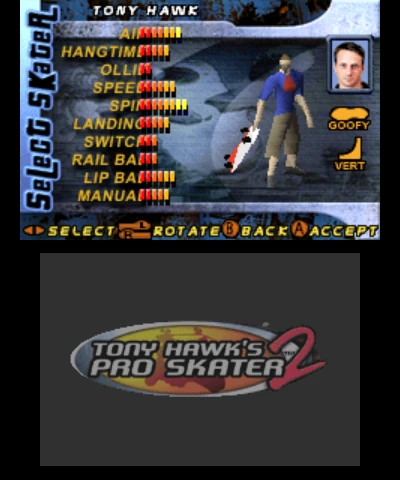 TONY HAWK
SELECT SKATER
AIR
HANGTIME
OLLIE
SPEED
SPIN
LANDING
SWITCH
RAIL BAL
LIP BAL
MANUAL
GOOFY
VERT
SELECT L R ROTATE B BACK A ACCEPT
TONY HAWK'S
PRO SKATER 2